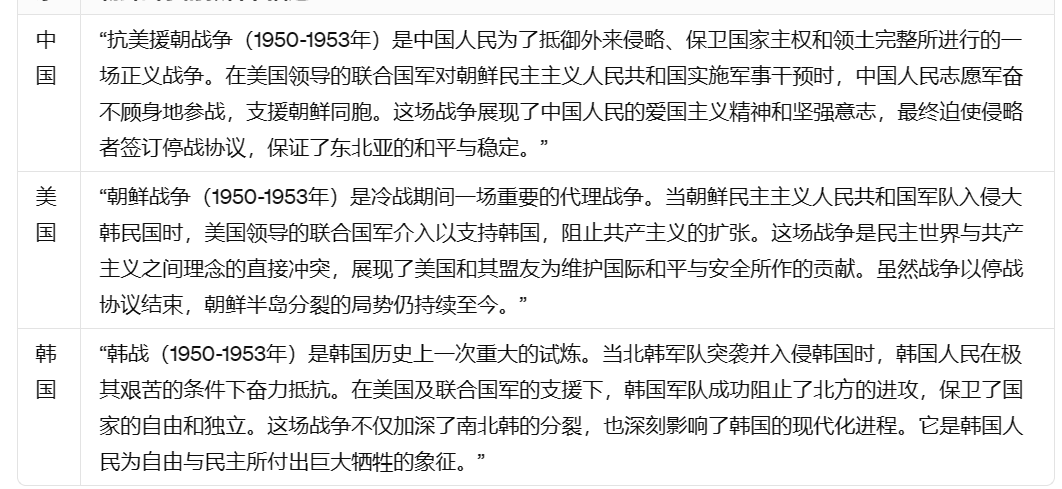 中国
“抗美援朝战争（1950-1953年）是中国人民为了抵御外来侵略、保卫国家主权和领土完整所进行的一
场正义战争。在美国领导的联合国军对朝鲜民主主义人民共和国实施军事干预时，中国人民志愿军奋
不顾身地参战，支援朝鲜同胞。这场战争展现了中国人民的爱国主义精神和坚强意志，最终迫使侵略
者签订停战协议，保证了东北亚的和平与稳定。”
美国
“朝鲜战争（1950-1953年）是冷战期间一场重要的代理战争。当朝鲜民主主义人民共和国军队入侵大
韩民国时，美国领导的联合国军介入以支持韩国，阻止共产主义的扩张。这场战争是民主世界与共产
主义之间理念的直接冲突，展现了美国和其盟友为维护国际和平与安全所作的贡献。虽然战争以停战
协议结束，朝鲜半岛分裂的局势仍持续至今。”
韩国
“韩战（1950-1953年）是韩国历史上一次重大的试炼。当北韩军队突袭并入侵韩国时，韩国人民在极
其艰苦的条件下奋力抵抗。在美国及联合国军的支援下，韩国军队成功阻止了北方的进攻，保卫了国
家的自由和独立。这场战争不仅加深了南北韩的分裂，也深刻影响了韩国的现代化进程。它是韩国人
民为自由与民主所付出巨大牺牲的象征。”